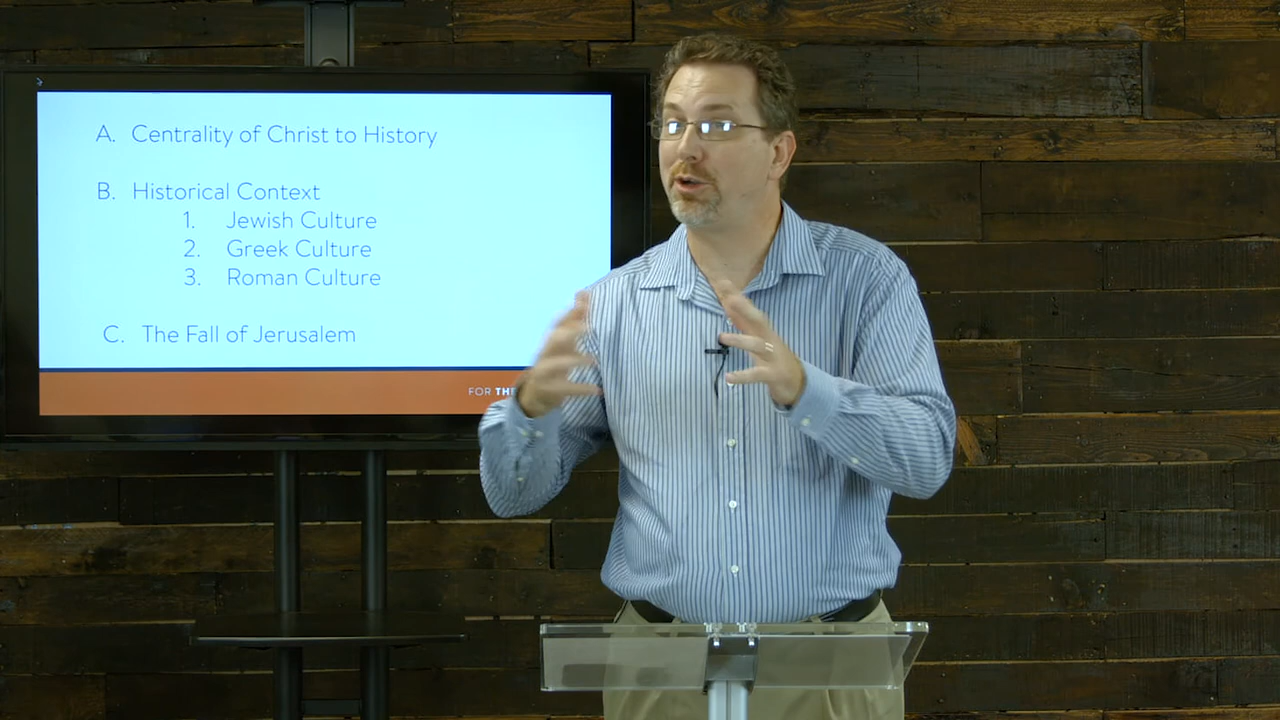 A. Centrality of Christ to History
B. Historical Context
1. Jewish Culture
2. Greek Culture
3. Roman Culture
C. The Fall of Jerusalem
FOR